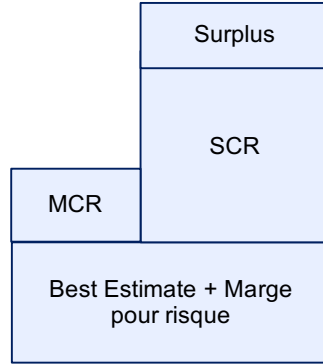 Surplus
SCR
MCR
Best Estimate + Marge
pour risque